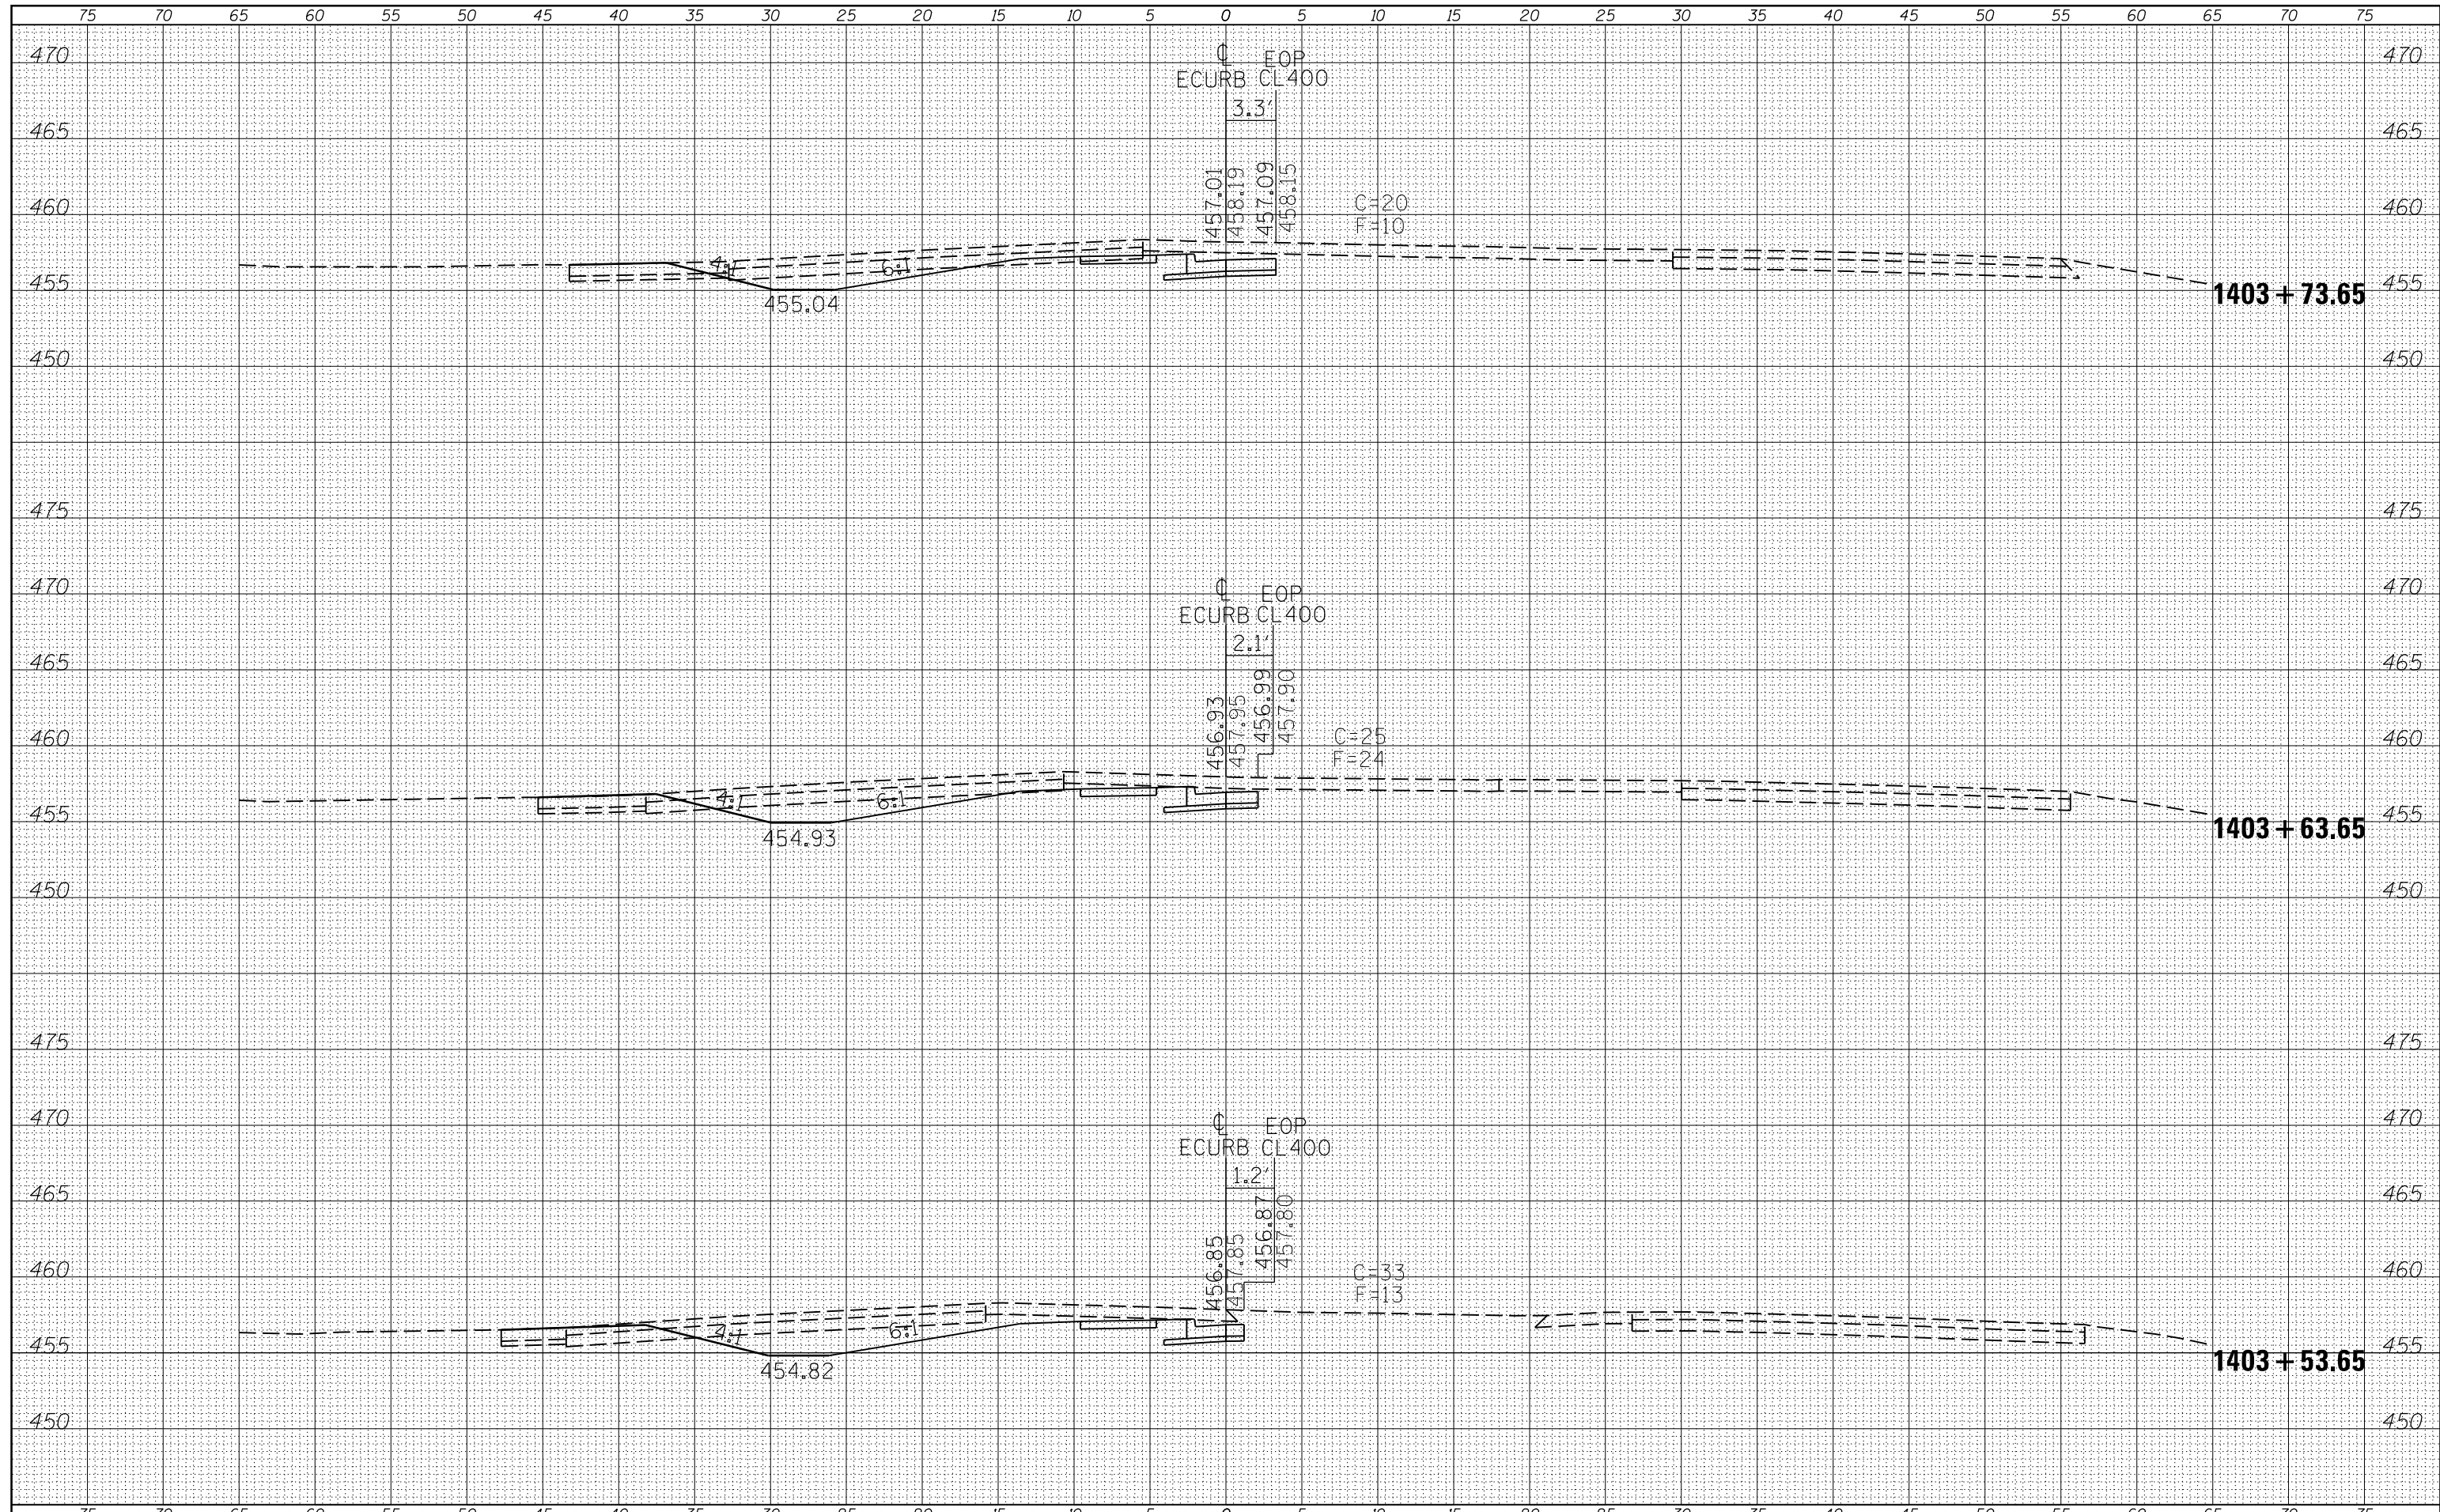 75 70 65 60 55 50 45 40 35 30 25 20 15 10 5 0 5 10 15 20 25 30 35 40 45 50 55 60 65 70 75
470 ℄ EOP 470
ECURB CL400
3.3'
465 465
457.01 458.19 457.09 458.15
460 C=20 460
F=10
4:1 6:1
455 455.04 1403 + 73.65 455
450 450
475 475
470 ℄ EOP 470
ECURB CL400
2.1'
465 465
456.93 457.95 456.99 457.90
460 C=25 460
F=24
4:1 6:1
455 454.93 1403 + 63.65 455
450 450
475 475
470 ℄ EOP 470
ECURB CL400
1.2'
465 465
456.85 457.85 456.87 457.80
460 C=33 460
F=13
4:1 6:1
455 454.82 1403 + 53.65 455
450 450